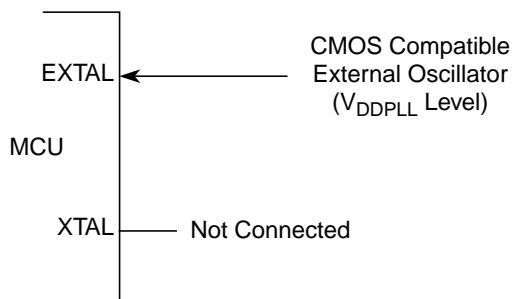 CMOS Compatible
External Oscillator
(VDDPLL Level)
EXTAL
MCU
XTAL
Not Connected